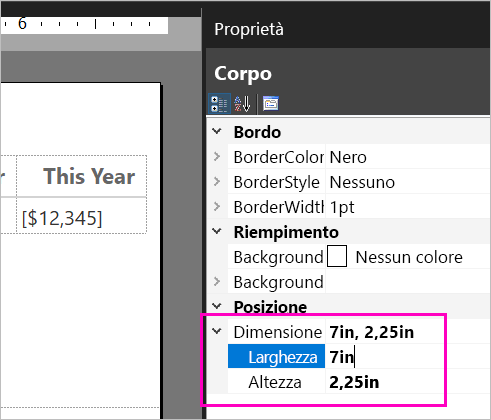 6
Proprietà
Corpo
Bordo
BorderColor Nero
BorderStyle Nessuno
BorderWidth 1pt
Riempimento
Background Nessun colore
Background
Posizione
Dimensione 7in, 2,25in
Larghezza 7in
Altezza 2,25in
r This Year
[$12,345]